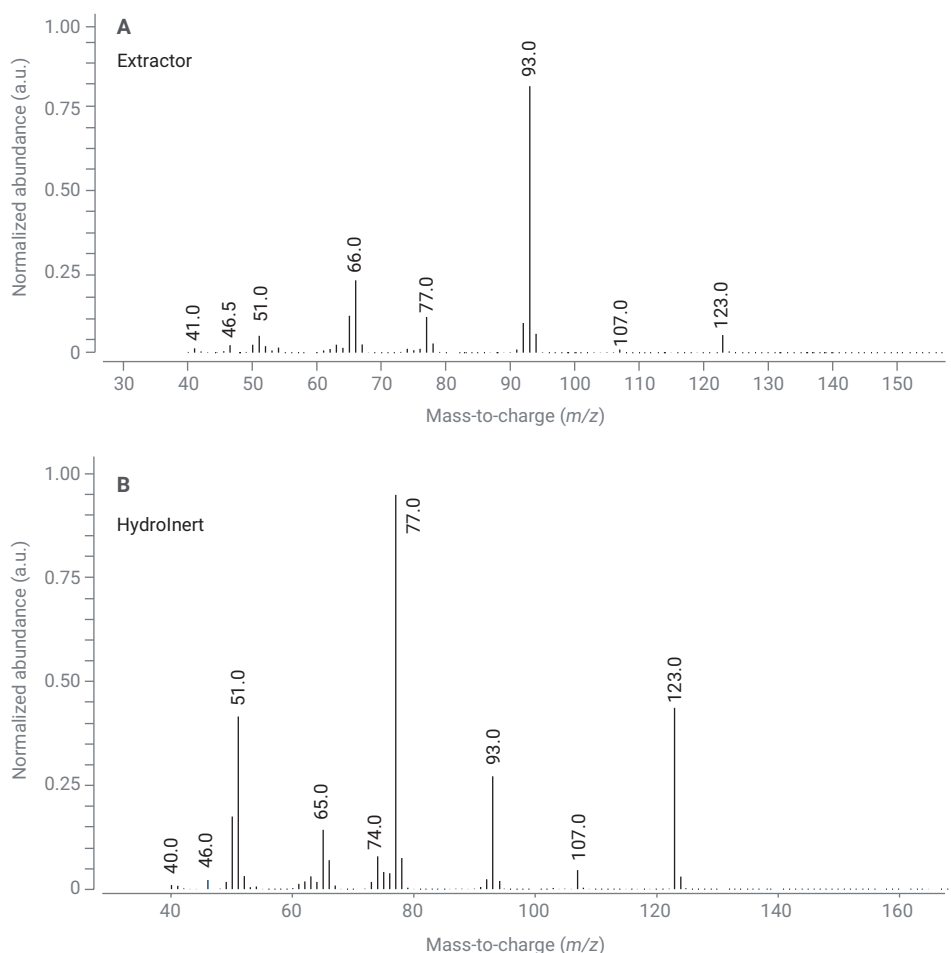 A
Extractor
Normalized abundance (a.u.)
1.00
0.75
0.50
0.25
0
41.0
46.5
51.0
66.0
77.0
93.0
107.0
123.0
30 40 50 60 70 80 90 100 110 120 130 140 150
Mass-to-charge (m/z)
B
HydroInert
Normalized abundance (a.u.)
1.00
0.75
0.50
0.25
0
40.0
46.0
51.0
65.0
74.0
77.0
93.0
107.0
123.0
40 60 80 100 120 140 160
Mass-to-charge (m/z)